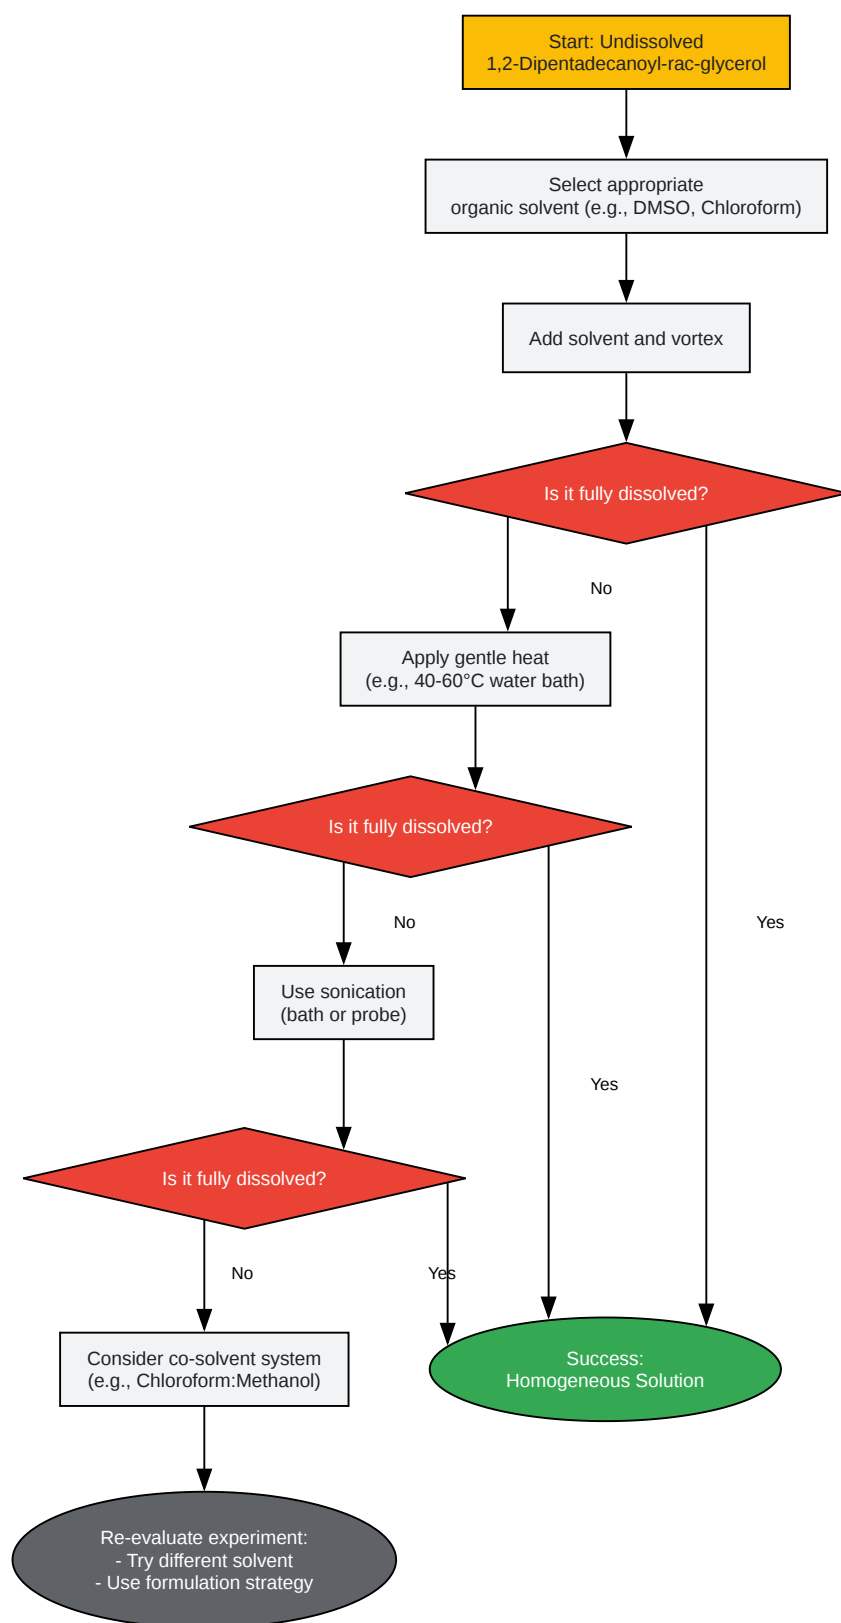 Start: Undissolved
1,2-Dipentadecanoyl-rac-glycerol
Select appropriate
organic solvent (e.g., DMSO, Chloroform)
Add solvent and vortex
Is it fully dissolved?
No
Apply gentle heat
(e.g., 40-60°C water bath)
Is it fully dissolved?
No
Yes
Use sonication
(bath or probe)
Yes
Is it fully dissolved?
No
Yes
Consider co-solvent system
(e.g., Chloroform:Methanol)
Success:
Homogeneous Solution
Re-evaluate experiment:
- Try different solvent
- Use formulation strategy